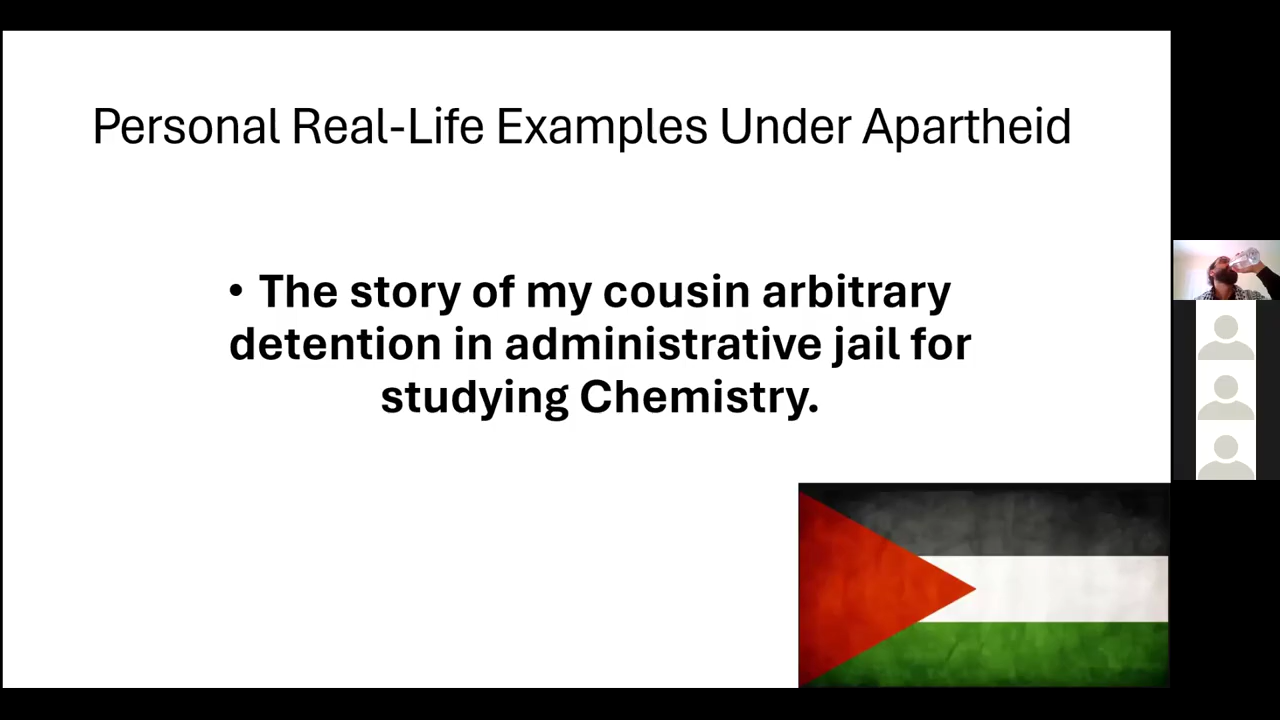 Personal Real-Life Examples Under Apartheid
• The story of my cousin arbitrary
detention in administrative jail for
studying Chemistry.